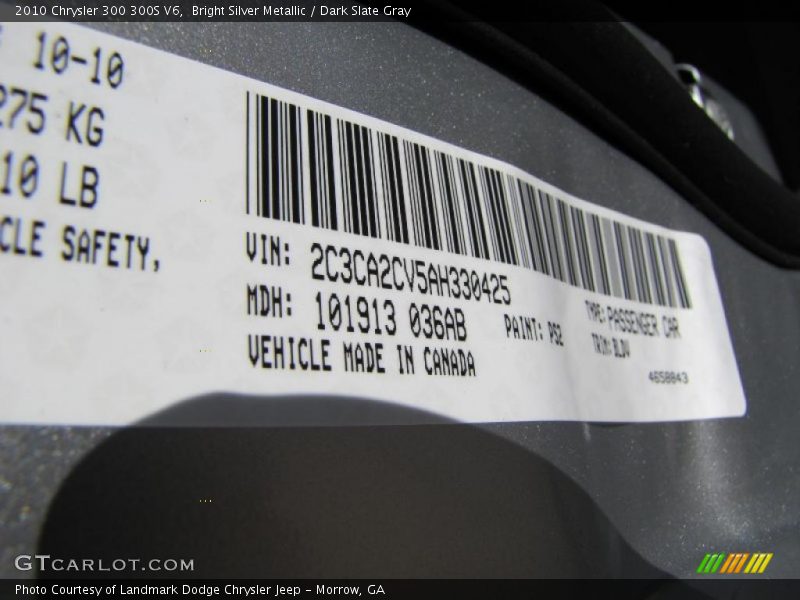 2010 Chrysler 300 300S V6,  Bright Silver Metallic / Dark Slate Gray
10-10
275 KG
10 LB
CLE SAFETY,
VIN: 2C3CA2CV5AH330425
MDH: 101913 036AB
PAINT: PS2
TYPE: PASSENGER CAR
TRIM: DLDV
VEHICLE MADE IN CANADA
4658843
GTCARLOT.COM
Photo Courtesy of Landmark Dodge Chrysler Jeep - Morrow, GA